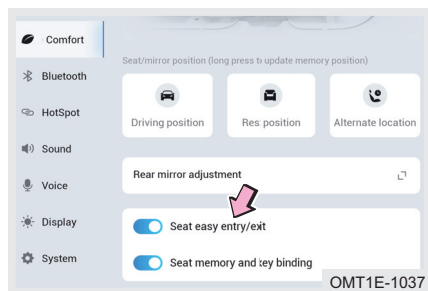 Comfort
Seat/mirror position (long press to update memory position)
Bluetooth
HotSpot
Driving position
Res: position
Alternate location
Sound
Rear mirror adjustment
Voice
Display
Seat easy entry/exit
System
Seat memory and key binding
OMT1E-1037